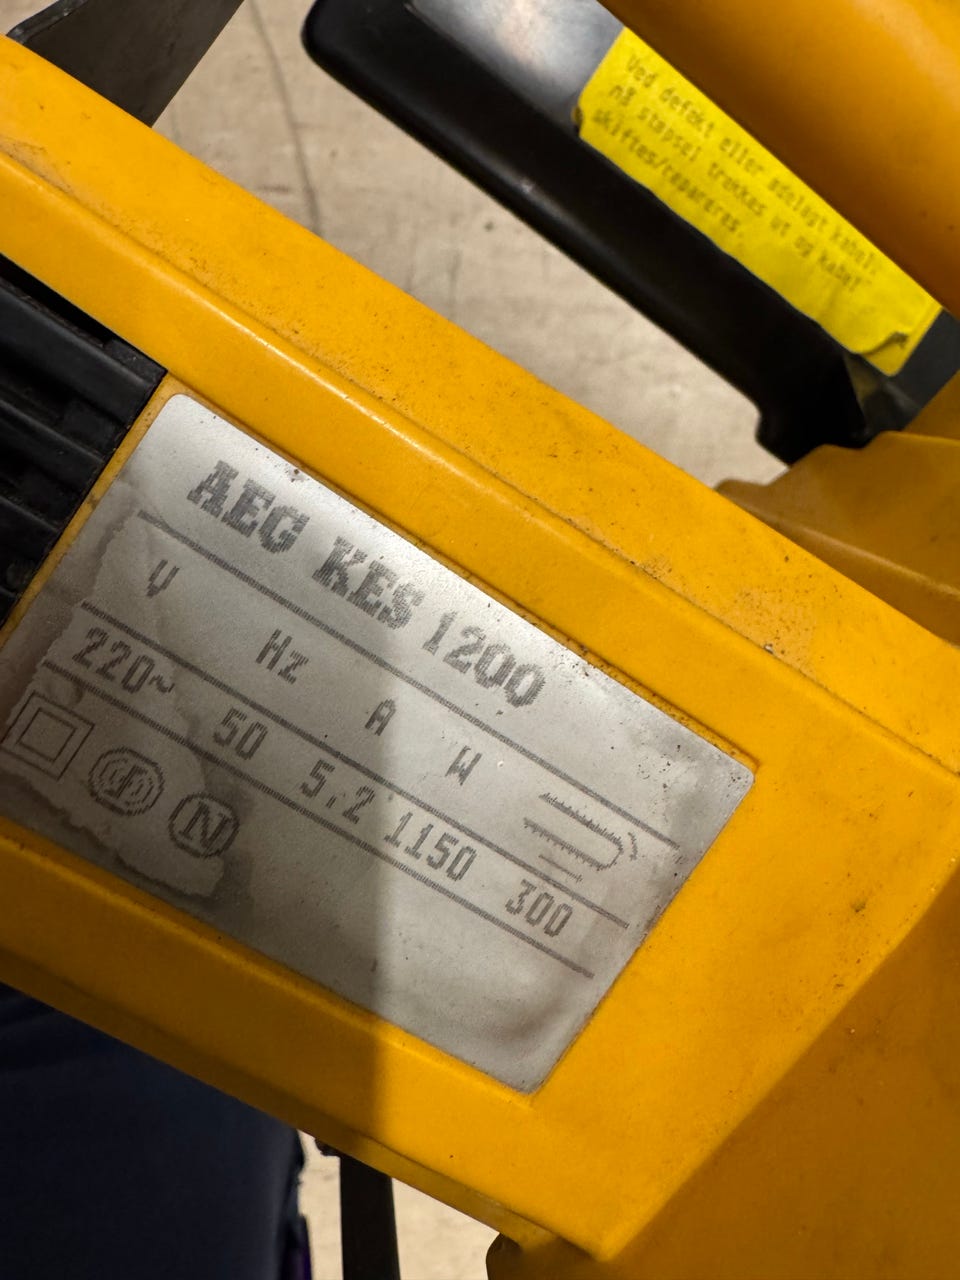 Ved defekt eller ødelagt kabel,
må støpsel trekkes ut og kabel
skiftes/repareres.
AEG KES 1200
V Hz A W
220~ 50 5.2 1150 300
N